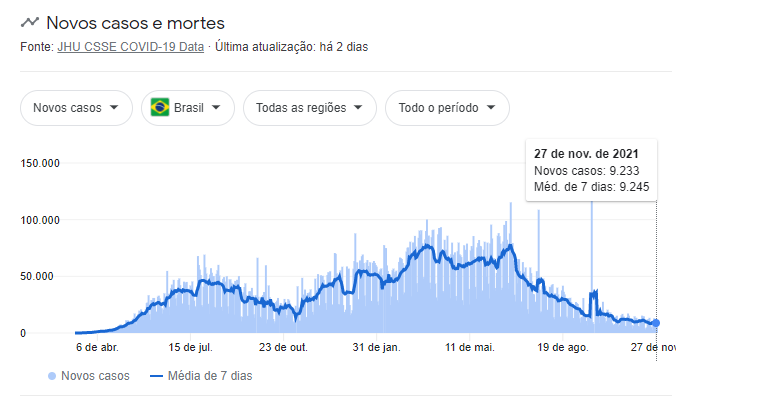 Novos casos e mortes
Fonte: JHU CSSE COVID-19 Data · Última atualização: há 2 dias
Novos casos
Brasil
Todas as regiões
Todo o período
27 de nov. de 2021
Novos casos: 9.233
Méd. de 7 dias: 9.245
150.000
100.000
50.000
0
6 de abr.
15 de jul.
23 de out.
31 de jan.
11 de mai.
19 de ago.
27 de nov
Novos casos
Média de 7 dias